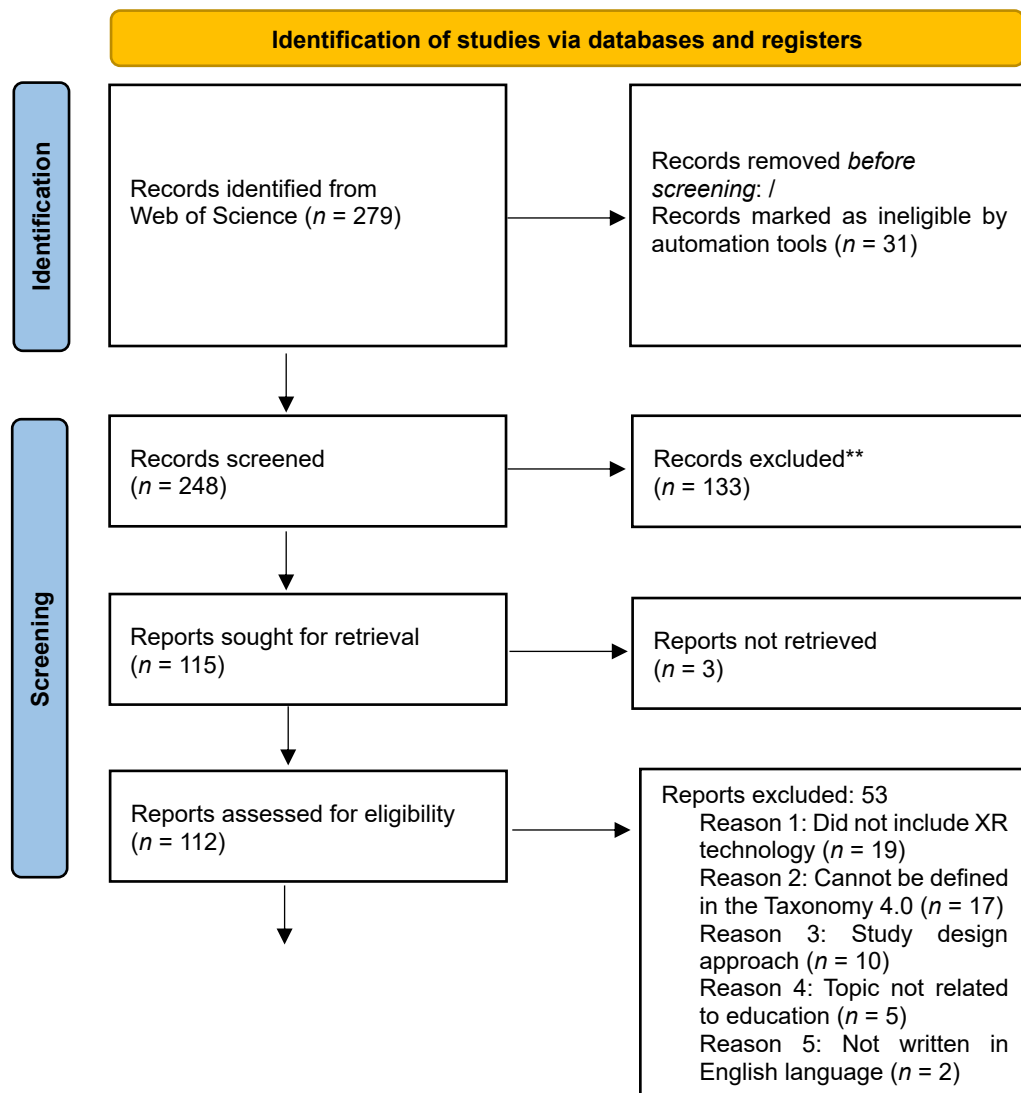 Identification of studies via databases and registers
Identification
Records identified from
Web of Science (n = 279)
Records removed before
screening: /
Records marked as ineligible by
automation tools (n = 31)
Screening
Records screened
(n = 248)
Records excluded**
(n = 133)
Reports sought for retrieval
(n = 115)
Reports not retrieved
(n = 3)
Reports assessed for eligibility
(n = 112)
Reports excluded: 53
Reason 1: Did not include XR
technology (n = 19)
Reason 2: Cannot be defined
in the Taxonomy 4.0 (n = 17)
Reason 3: Study design
approach (n = 10)
Reason 4: Topic not related
to education (n = 5)
Reason 5: Not written in
English language (n = 2)